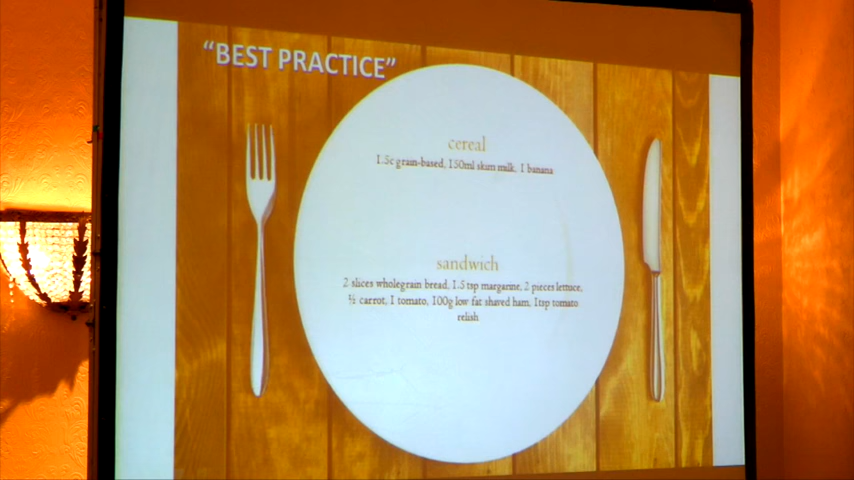 “BEST PRACTICE”
cereal
1.5c grain-based, 150ml skim milk, 1 banana
sandwich
2 slices wholegrain bread, 1.5 tsp margarine, 2 pieces lettuce,
½ carrot, 1 tomato, 100g low fat shaved ham, 1tsp tomato
relish